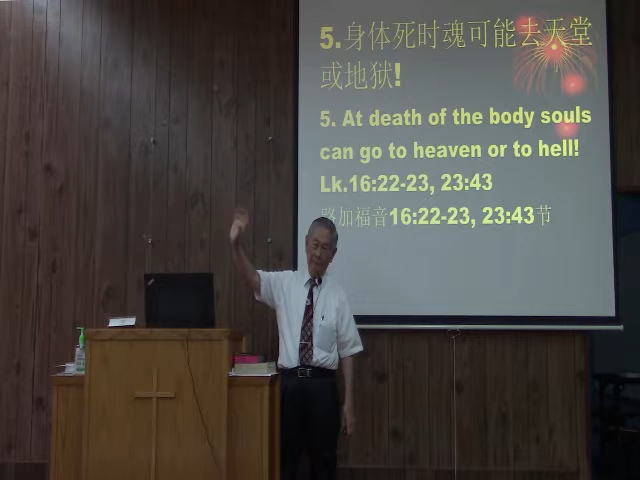 5.身体死时魂可能去天堂
或地狱!
5. At death of the body souls
can go to heaven or to hell!
Lk.16:22-23, 23:43
路加福音16:22-23, 23:43节